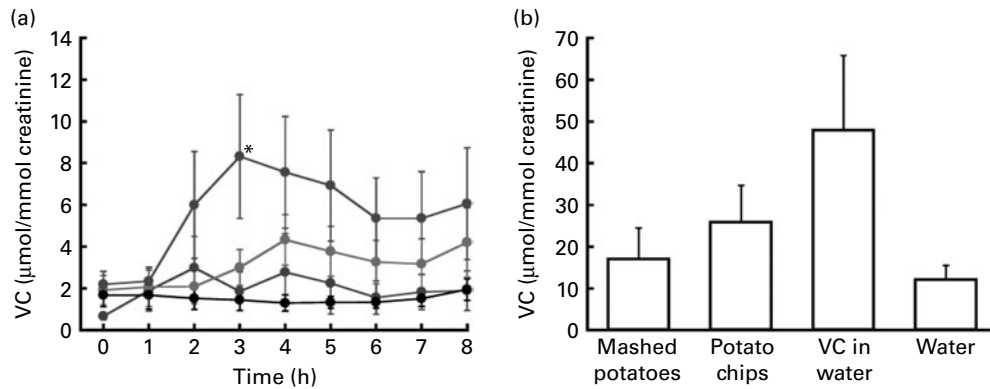 (a)
VC (μmol/mmol creatinine)
14
12
10
8
6
4
2
0
*
0 1 2 3 4 5 6 7 8
Time (h)
(b)
VC (μmol/mmol creatinine)
70
60
50
40
30
20
10
0
Mashed potatoes
Potato chips
VC in water
Water